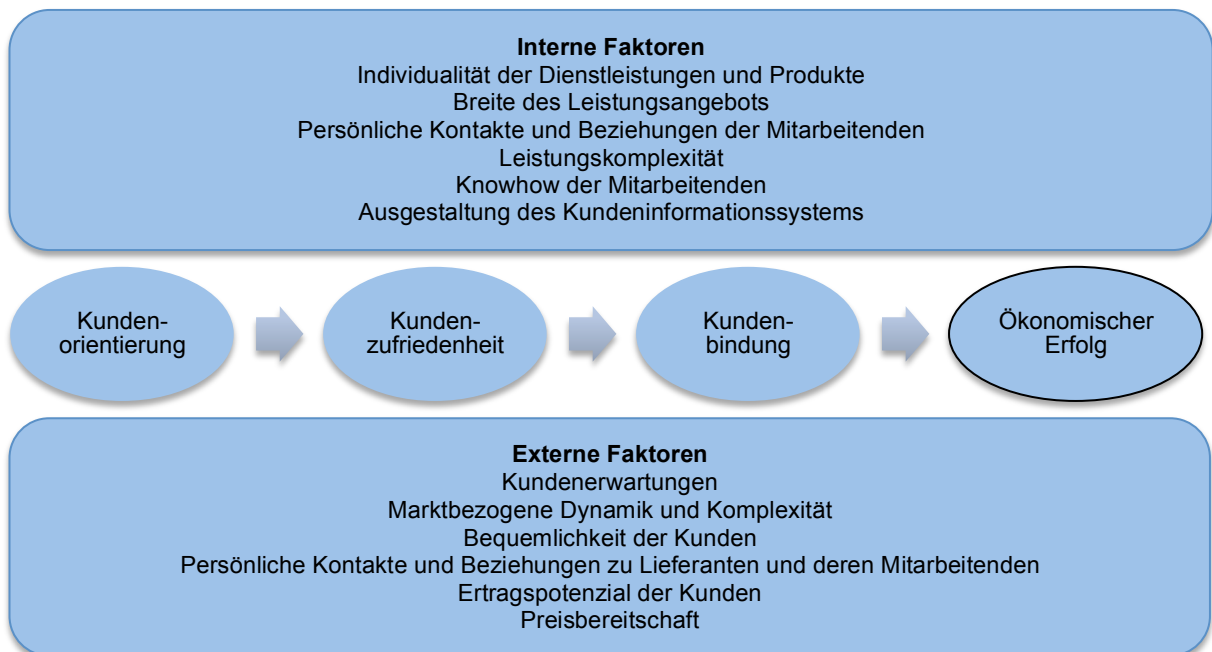 Interne Faktoren
Individualität der Dienstleistungen und Produkte
Breite des Leistungsangebots
Persönliche Kontakte und Beziehungen der Mitarbeitenden
Leistungskomplexität
Knowhow der Mitarbeitenden
Ausgestaltung des Kundeninformationssystems
Kunden-
orientierung
Kunden-
zufriedenheit
Kunden-
bindung
Ökonomischer
Erfolg
Externe Faktoren
Kundenerwartungen
Marktbezogene Dynamik und Komplexität
Bequemlichkeit der Kunden
Persönliche Kontakte und Beziehungen zu Lieferanten und deren Mitarbeitenden
Ertragspotenzial der Kunden
Preisbereitschaft